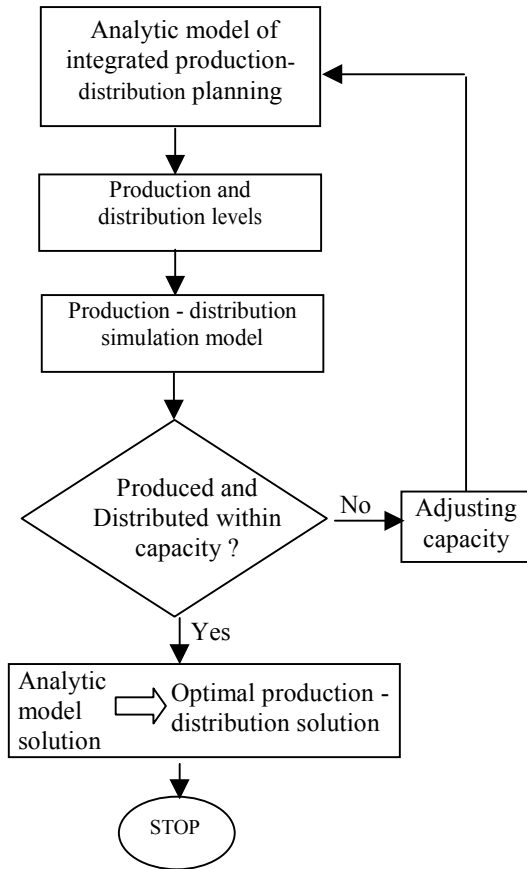 Analytic model of
integrated production-
distribution planning
Production and
distribution levels
Production - distribution
simulation model
Produced and
Distributed within
capacity ?
No
Adjusting
capacity
Yes
Analytic
model
solution
Optimal production -
distribution solution
STOP